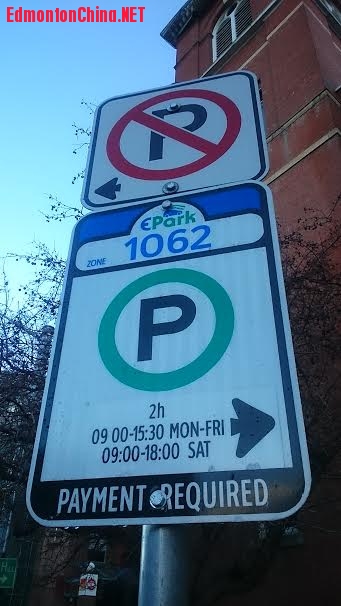 EdmontonChina.NET
P
EPark
ZONE 1062
P
2h
09 00-15:30 MON-FRI
09:00-18:00 SAT
PAYMENT REQUIRED